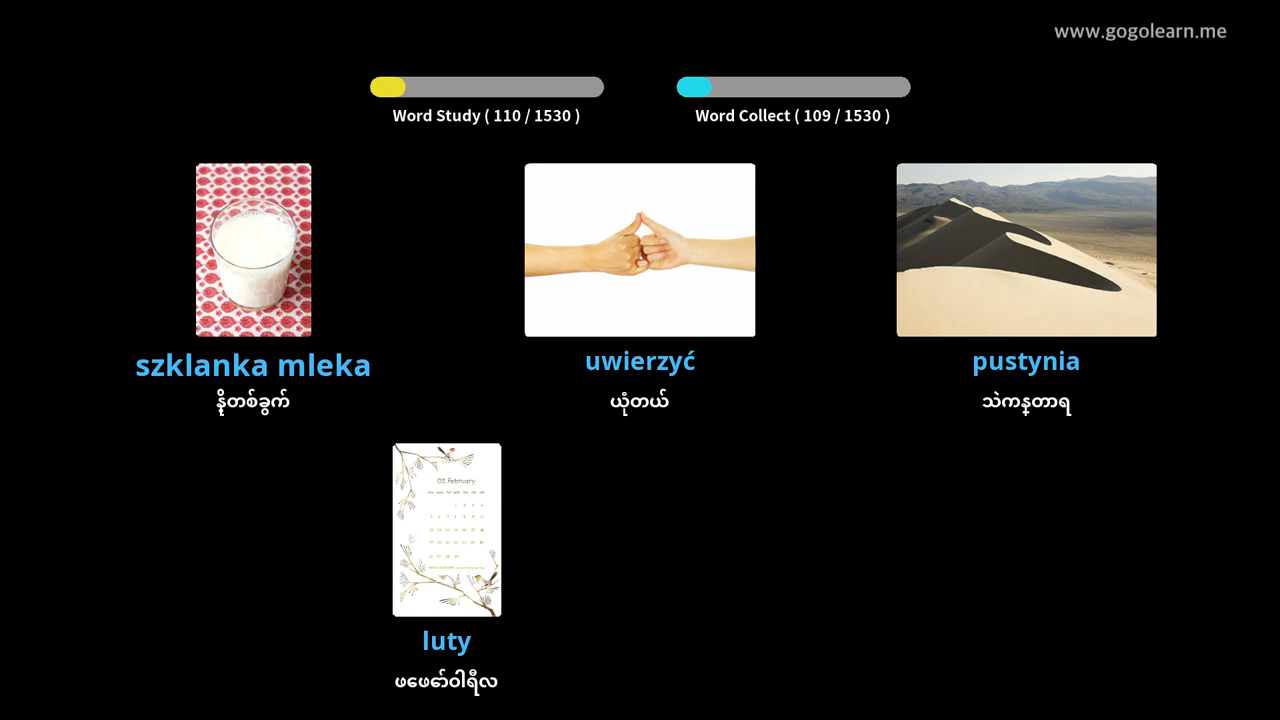 www.gogolearn.me
Word Study ( 110 / 1530 )
Word Collect ( 109 / 1530 )
szklanka mleka
uwierzyć
pustynia
နို့တစ်ခွက်
ယုံတယ်
သဲကန္တာရ
02.february
luty
ဖဖေော်ဝါရီလ